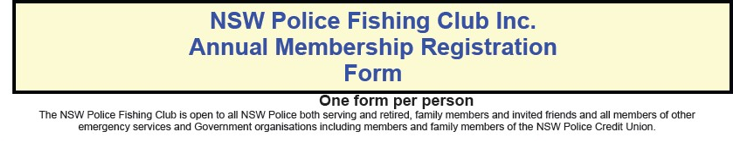 NSW Police Fishing Club Inc.
Annual Membership Registration
Form
One form per person
The NSW Police Fishing Club is open to all NSW Police both serving and retired, family members and invited friends and all members of other
emergency services and Government organisations including members and family members of the NSW Police Credit Union.